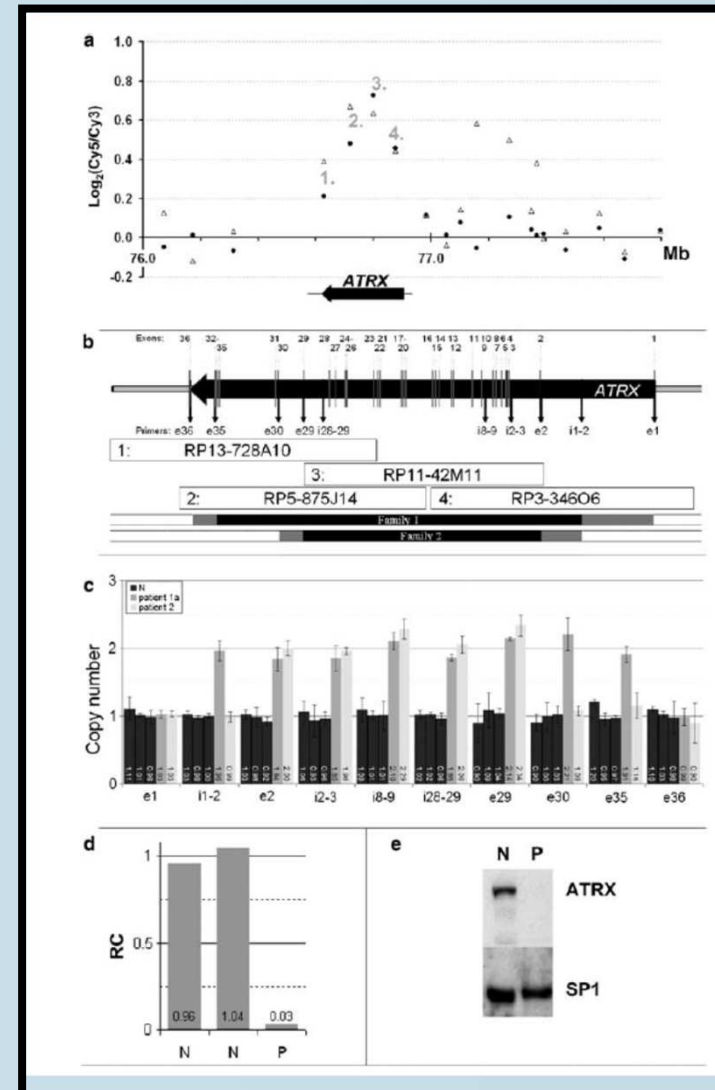 a
1.0
0.8
0.6
0.4
0.2
0.0
-0.2
Log2(Cy5/Cy3)
1.
2.
3.
4.
76.0
77.0
Mb
ATRX
b
Exons: 36 32- 31 29 28 24- 23 21 17- 16 14 13 11 10 8 6 4 2 1
35 30 27 26 22 20 15 12 9 7 5 3
ATRX
Primers: e36 e35 e30 e29 i28-29 i8-9 i2-3 e2 i1-2 e1
1: RP13-728A10
3: RP11-42M11
2: RP5-875J14 4: RP3-346O6
Family 1
Family 2
c
3
2
1
0
Copy number
N
patient 1a
patient 2
e1 i1-2 e2 i2-3 i8-9 i28-29 e29 e30 e35 e36
d
1
0.5
0
RC
0.96 1.04 0.03
N N P
e
N P
ATRX
SP1